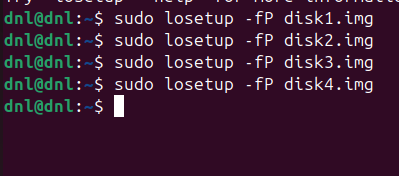 dnl@dnl:~$ sudo losetup -fP disk1.img
dnl@dnl:~$ sudo losetup -fP disk2.img
dnl@dnl:~$ sudo losetup -fP disk3.img
dnl@dnl:~$ sudo losetup -fP disk4.img
dnl@dnl:~$